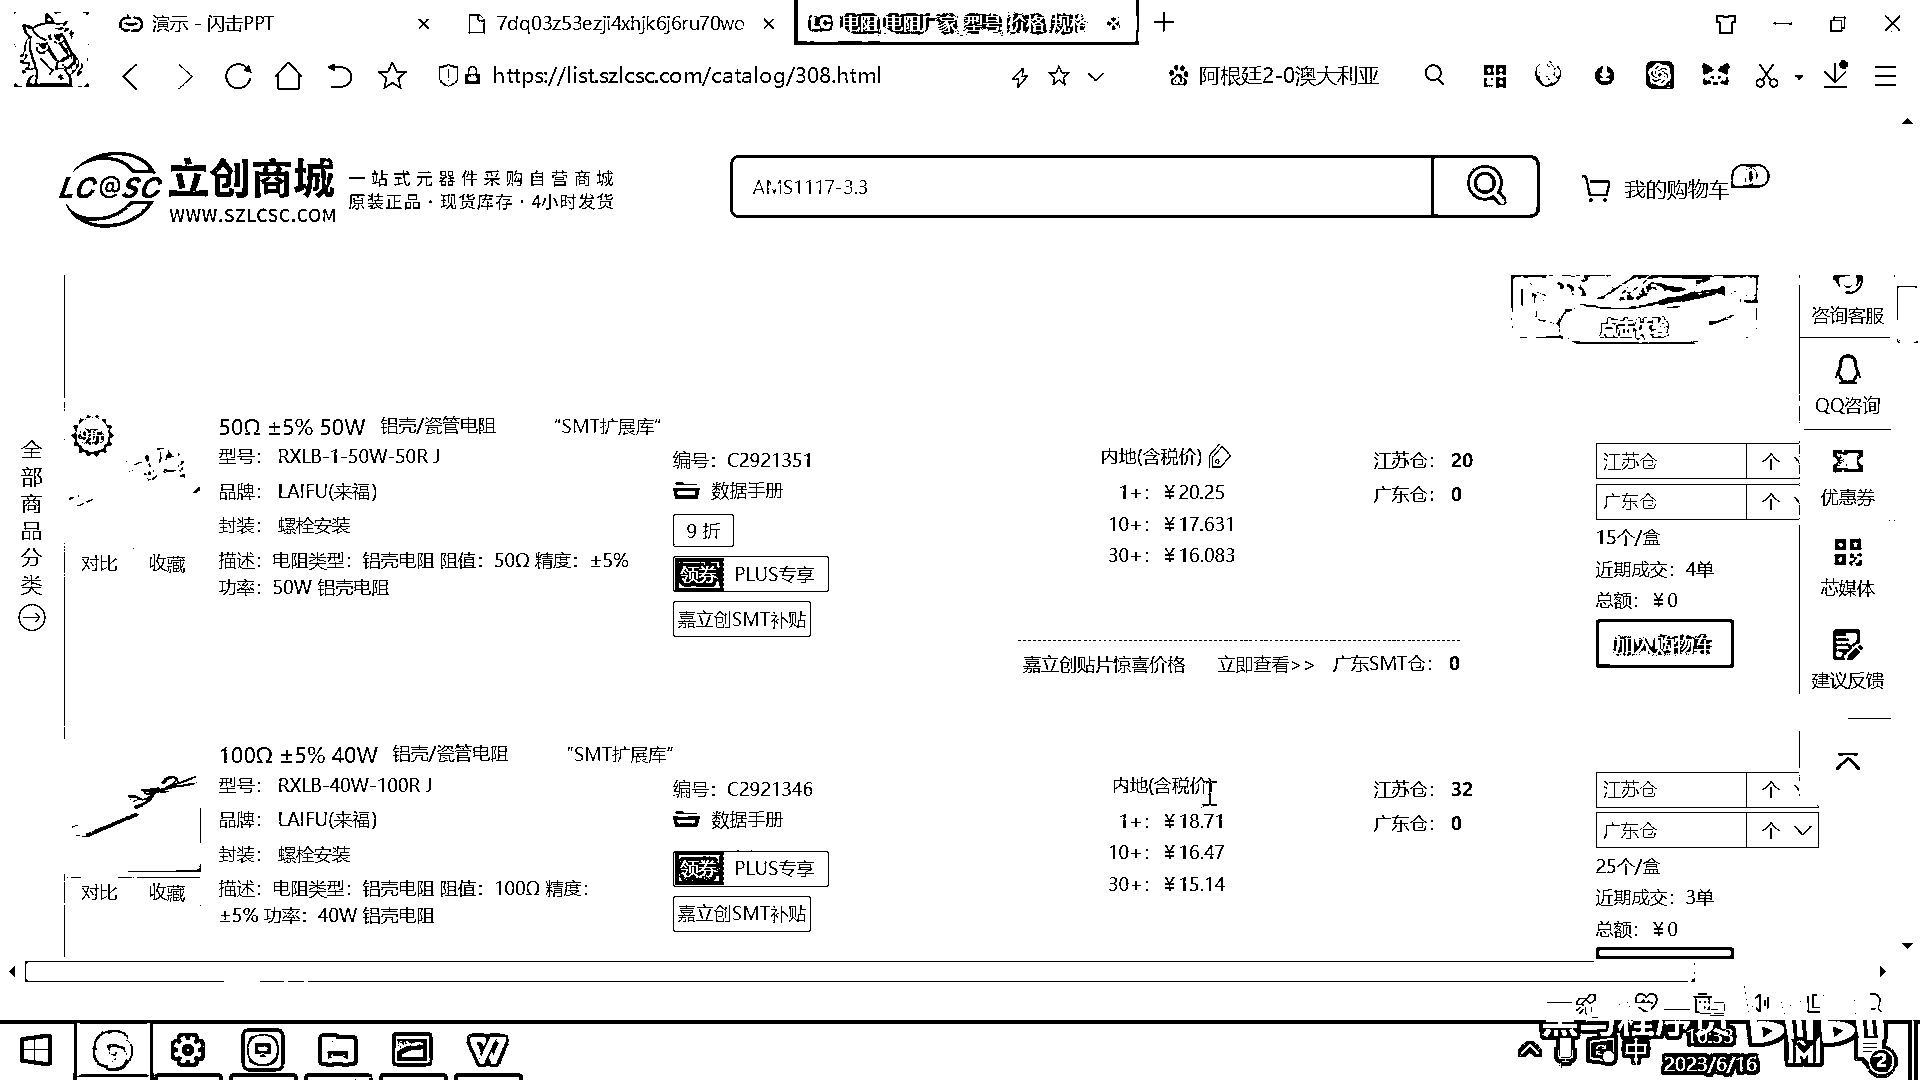 演示 - 闪击PPT
7dq03z53ezji4xhjk6j6ru70wo
电阻 电阻厂家 型号 价格 规格
https://list.szlcsc.com/catalog/308.html
阿根廷2-0澳大利亚
LC@SC 立创商城
WWW.SZLCSC.COM
一站式元器件采购自营商城
原装正品·现货库存·4小时发货
AMS1117-3.3
我的购物车
点击体验
咨询客服
QQ咨询
优惠券
芯媒体
建议反馈
全部商品分类
9折
50Ω ±5% 50W 铝壳/瓷管电阻 “SMT扩展库”
型号： RXLB-1-50W-50R J
品牌： LAIFU(来福)
封装： 螺栓安装
描述：电阻类型：铝壳电阻 阻值：50Ω 精度：±5%
功率：50W 铝壳电阻
对比 收藏
编号：C2921351
数据手册
9 折
领券 PLUS专享
嘉立创SMT补贴
内地(含税价)
1+：￥20.25
10+：￥17.631
30+：￥16.083
江苏仓：20
广东仓：0
嘉立创贴片惊喜价格 立即查看>> 广东SMT仓：0
江苏仓 个
广东仓 个
15个/盒
近期成交：4单
总额：￥0
加入购物车
100Ω ±5% 40W 铝壳/瓷管电阻 “SMT扩展库”
型号： RXLB-40W-100R J
品牌： LAIFU(来福)
封装： 螺栓安装
描述：电阻类型：铝壳电阻 阻值：100Ω 精度：
±5% 功率：40W 铝壳电阻
对比 收藏
编号：C2921346
数据手册
领券 PLUS专享
嘉立创SMT补贴
内地(含税价)
1+：￥18.71
10+：￥16.47
30+：￥15.14
江苏仓：32
广东仓：0
江苏仓 个
广东仓 个
25个/盒
近期成交：3单
总额：￥0
中
2023/6/16
2